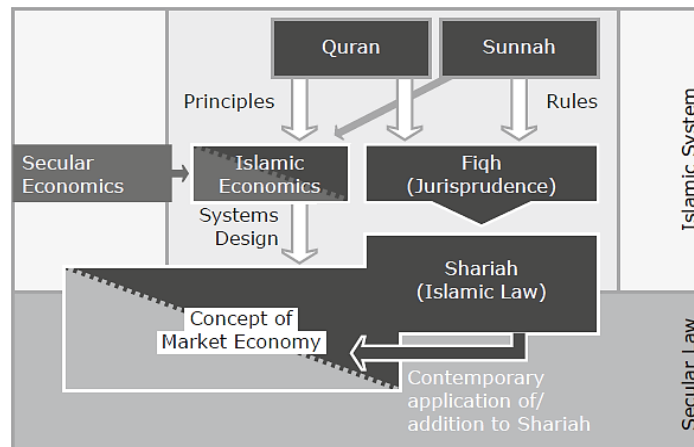 Quran
Sunnah
Principles
Rules
Secular
Economics
Islamic
Economics
Fiqh
(Jurisprudence)
Systems
Design
Shariah
(Islamic Law)
Concept of
Market Economy
Contemporary
application of/
addition to Shariah
Islamic System
Secular Law